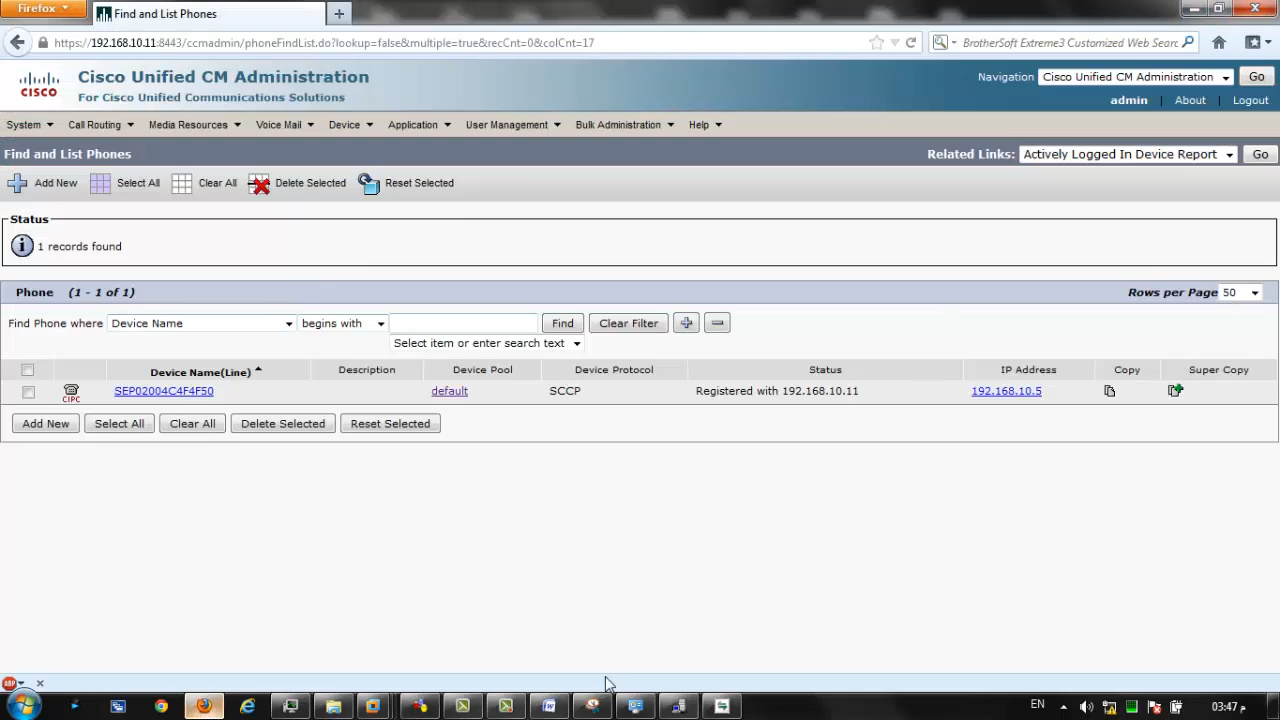 Firefox
Find and List Phones
https://192.168.10.11:8443/ccmadmin/phoneFindList.do?lookup=false&multiple=true&recCnt=0&colCnt=17
BrotherSoft Extreme3 Customized Web Searc
CISCO
Cisco Unified CM Administration
For Cisco Unified Communications Solutions
Navigation Cisco Unified CM Administration Go
admin | About | Logout
System Call Routing Media Resources Voice Mail Device Application User Management Bulk Administration Help
Find and List Phones
Related Links: Actively Logged In Device Report Go
Add New Select All Clear All Delete Selected Reset Selected
Status
1 records found
Phone (1 - 1 of 1)
Rows per Page 50
Find Phone where Device Name begins with Find Clear Filter
Select item or enter search text
Device Name(Line) Description Device Pool Device Protocol Status IP Address Copy Super Copy
CIPC SEP02004C4F4F50 default SCCP Registered with 192.168.10.11 192.168.10.5
Add New Select All Clear All Delete Selected Reset Selected
ABP
EN
03:47 م